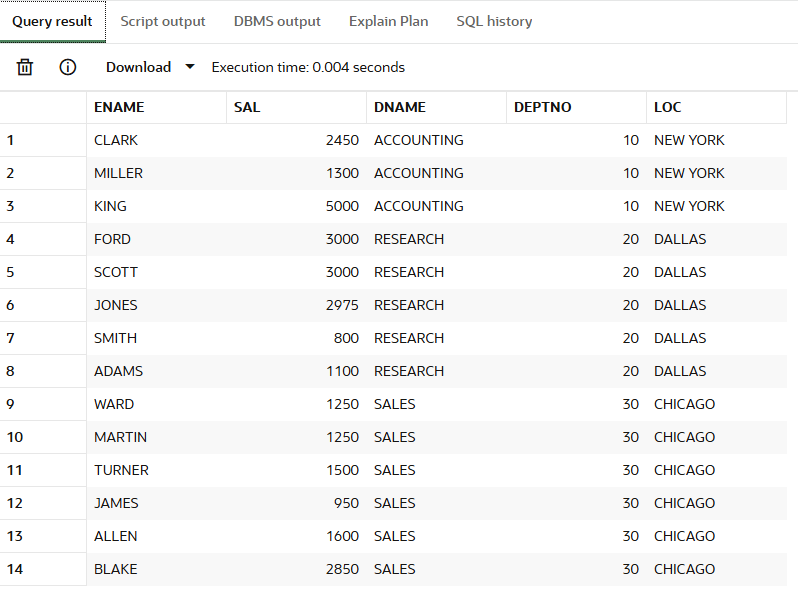 Query result Script output DBMS output Explain Plan SQL history
Download Execution time: 0.004 seconds
ENAME SAL DNAME DEPTNO LOC
1 CLARK 2450 ACCOUNTING 10 NEW YORK
2 MILLER 1300 ACCOUNTING 10 NEW YORK
3 KING 5000 ACCOUNTING 10 NEW YORK
4 FORD 3000 RESEARCH 20 DALLAS
5 SCOTT 3000 RESEARCH 20 DALLAS
6 JONES 2975 RESEARCH 20 DALLAS
7 SMITH 800 RESEARCH 20 DALLAS
8 ADAMS 1100 RESEARCH 20 DALLAS
9 WARD 1250 SALES 30 CHICAGO
10 MARTIN 1250 SALES 30 CHICAGO
11 TURNER 1500 SALES 30 CHICAGO
12 JAMES 950 SALES 30 CHICAGO
13 ALLEN 1600 SALES 30 CHICAGO
14 BLAKE 2850 SALES 30 CHICAGO